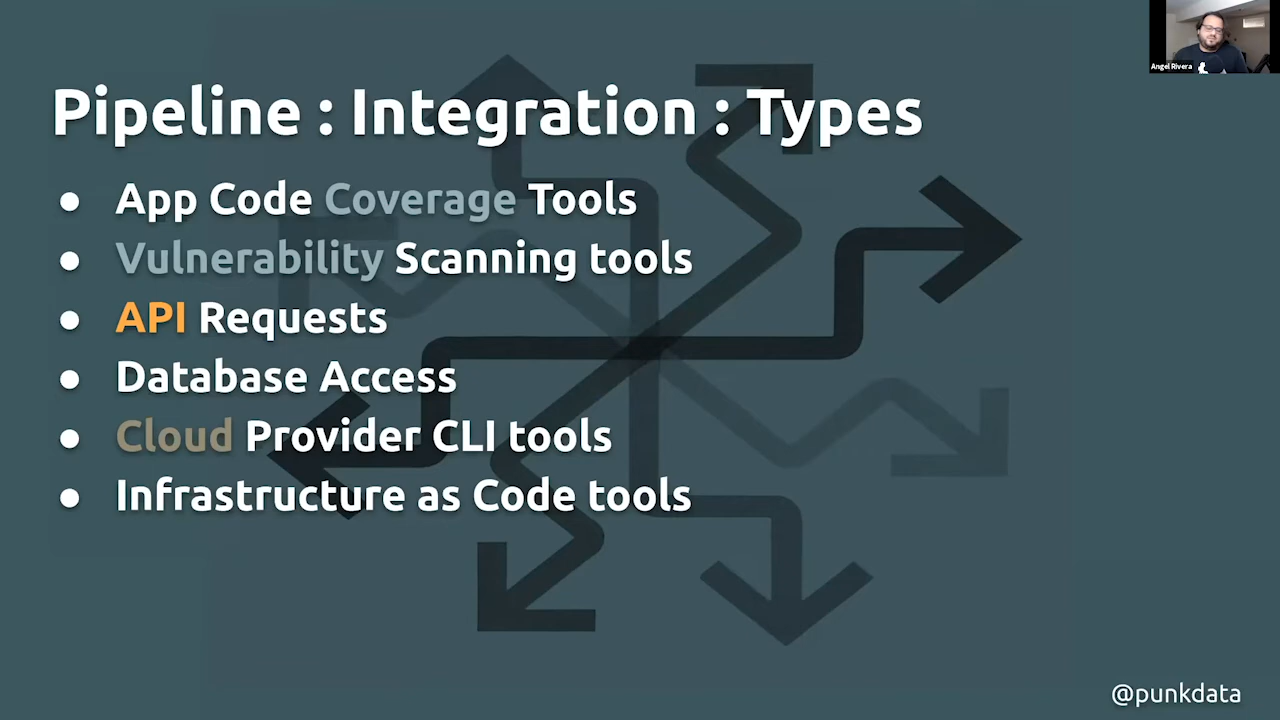 Angel Rivera
Pipeline : Integration : Types
● App Code Coverage Tools
● Vulnerability Scanning tools
● API Requests
● Database Access
● Cloud Provider CLI tools
● Infrastructure as Code tools
@punkdata